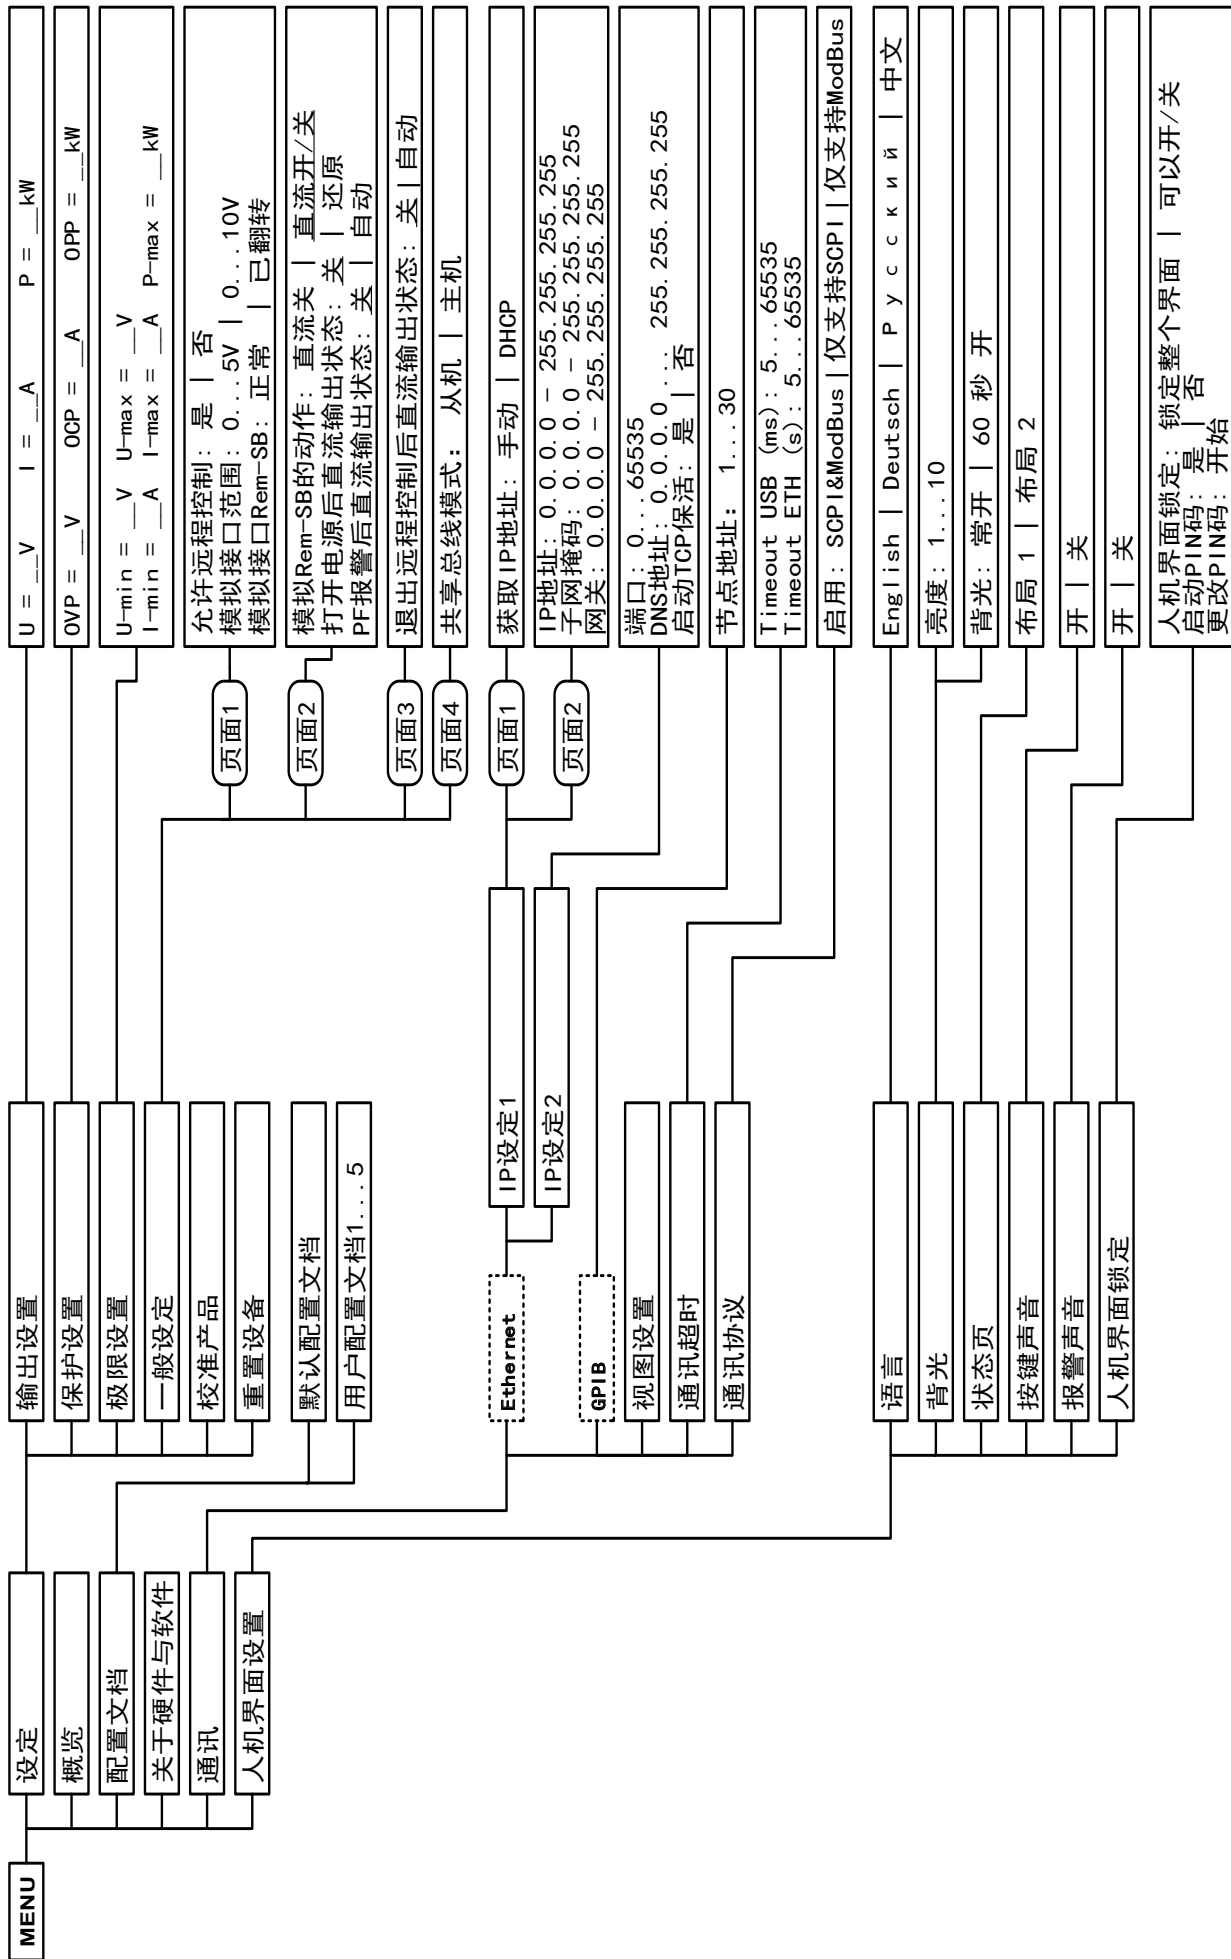 MENU
设定
概览
配置文档
关于硬件与软件
通讯
人机界面设置
输出设置
保护设置
极限设置
一般设定
校准产品
重置设备
默认配置文档
用户配置文档1...5
Ethernet
GPIB
视图设置
通讯超时
通讯协议
语言
背光
状态页
按键声音
报警声音
人机界面锁定
IP设定1
IP设定2
页面1
页面2
页面3
页面4
页面1
页面2
U = __V I = __A P = __kW
OVP = __V OCP = __A OPP = __kW
U-min = __V U-max = __V
I-min = __A I-max = __A P-max = __kW
允许远程控制: 是 | 否
模拟接口范围: 0...5V | 0...10V
模拟接口Rem-SB: 正常 | 已翻转
模拟Rem-SB的动作: 直流关 | 直流开/关
打开电源后直流输出状态: 关 | 还原
PF报警后直流输出状态: 关 | 自动
退出远程控制后直流输出状态: 关 | 自动
共享总线模式: 从机 | 主机
获取IP地址: 手动 | DHCP
IP地址: 0.0.0.0 - 255.255.255.255
子网掩码: 0.0.0.0 - 255.255.255.255
网关: 0.0.0.0 - 255.255.255.255
端口: 0...65535
DNS地址: 0.0.0.0 ... 255.255.255.255
启动TCP保活: 是 | 否
节点地址: 1...30
Timeout USB (ms): 5...65535
Timeout ETH (s): 5...65535
启用: SCPI&ModBus | 仅支持SCPI | 仅支持ModBus
English | Deutsch | Русский | 中文
亮度: 1...10
背光: 常开 | 60 秒 开
布局 1 | 布局 2
开 | 关
开 | 关
人机界面锁定: 锁定整个界面 | 可以开/关
启动PIN码: 是 | 否
更改PIN码: 开始